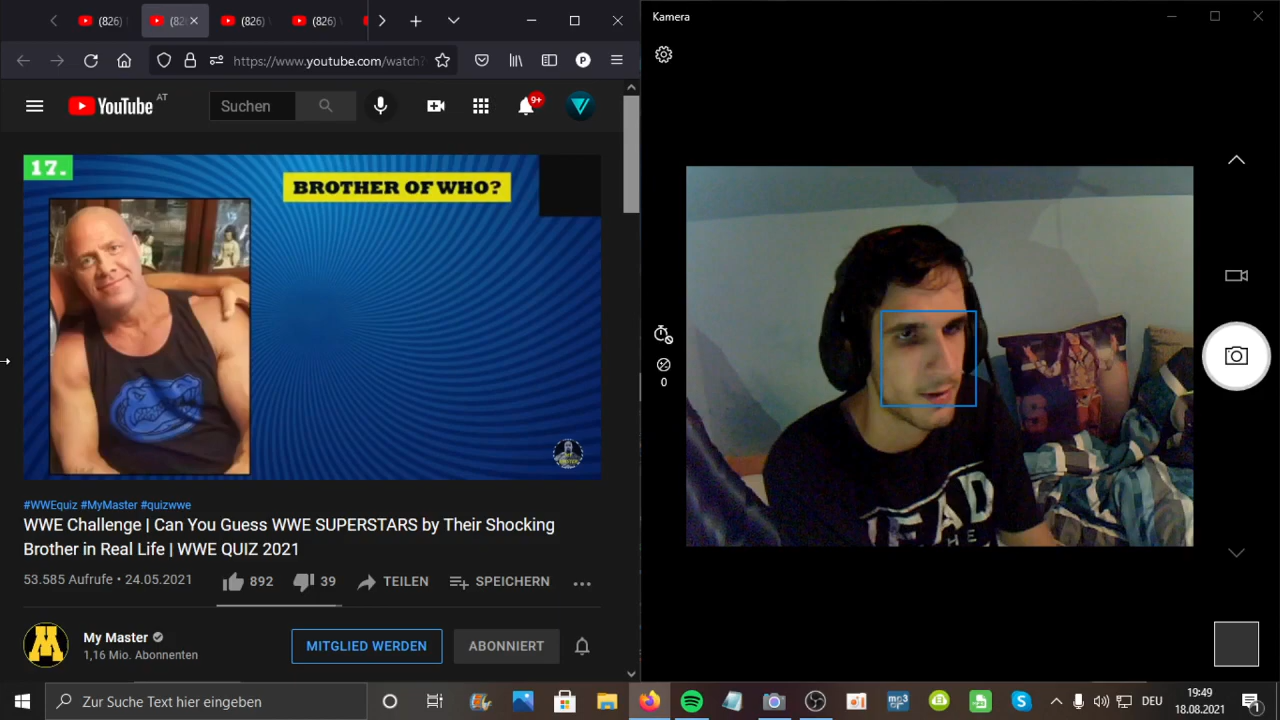 (826)
(82
(826)
(826)
https://www.youtube.com/watch?
YouTube AT
Suchen
9+
17.
BROTHER OF WHO?
#WWEquiz #MyMaster #quizwwe
WWE Challenge | Can You Guess WWE SUPERSTARS by Their Shocking
Brother in Real Life | WWE QUIZ 2021
53.585 Aufrufe • 24.05.2021
892
39
TEILEN
SPEICHERN
My Master
1,16 Mio. Abonnenten
MITGLIED WERDEN
ABONNIERT
Kamera
0
Zur Suche Text hier eingeben
mp3
DEU
19:49
18.08.2021
1